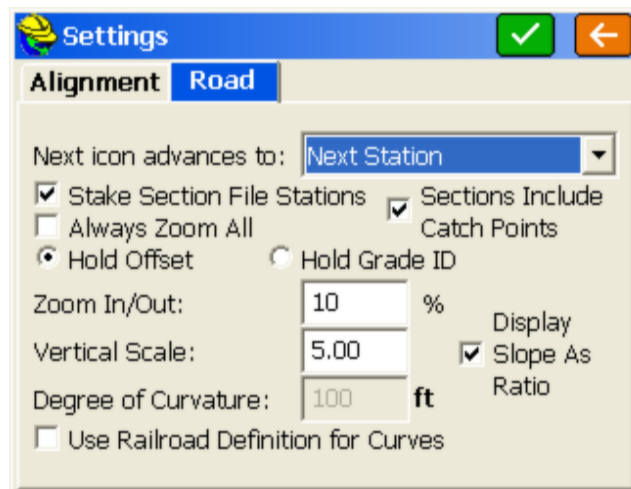 Settings
Alignment Road
Next icon advances to: Next Station
Stake Section File Stations Sections Include
Always Zoom All Catch Points
Hold Offset Hold Grade ID
Zoom In/Out: 10 %
Display
Vertical Scale: 5.00 Slope As
Ratio
Degree of Curvature: 100 ft
Use Railroad Definition for Curves